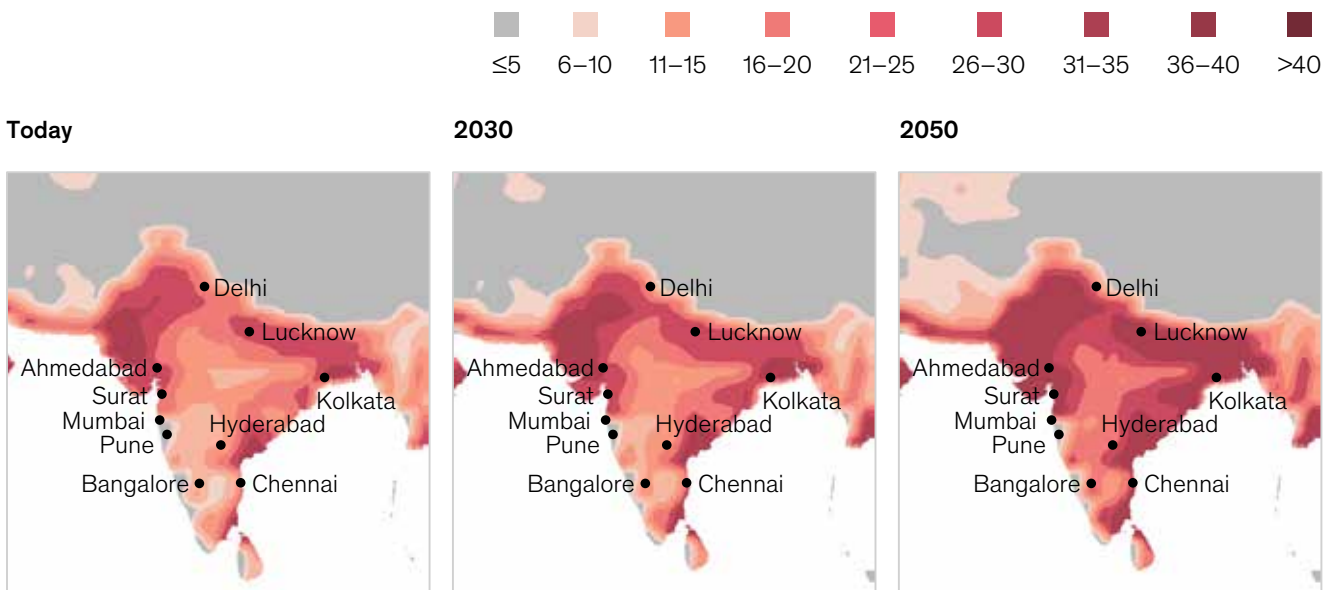 ≤5 6–10 11–15 16–20 21–25 26–30 31–35 36–40 >40
Today
Delhi
Lucknow
Ahmedabad
Surat
Kolkata
Mumbai
Hyderabad
Pune
Bangalore
Chennai
2030
Delhi
Lucknow
Ahmedabad
Surat
Kolkata
Mumbai
Hyderabad
Pune
Bangalore
Chennai
2050
Delhi
Lucknow
Ahmedabad
Surat
Kolkata
Mumbai
Hyderabad
Pune
Bangalore
Chennai